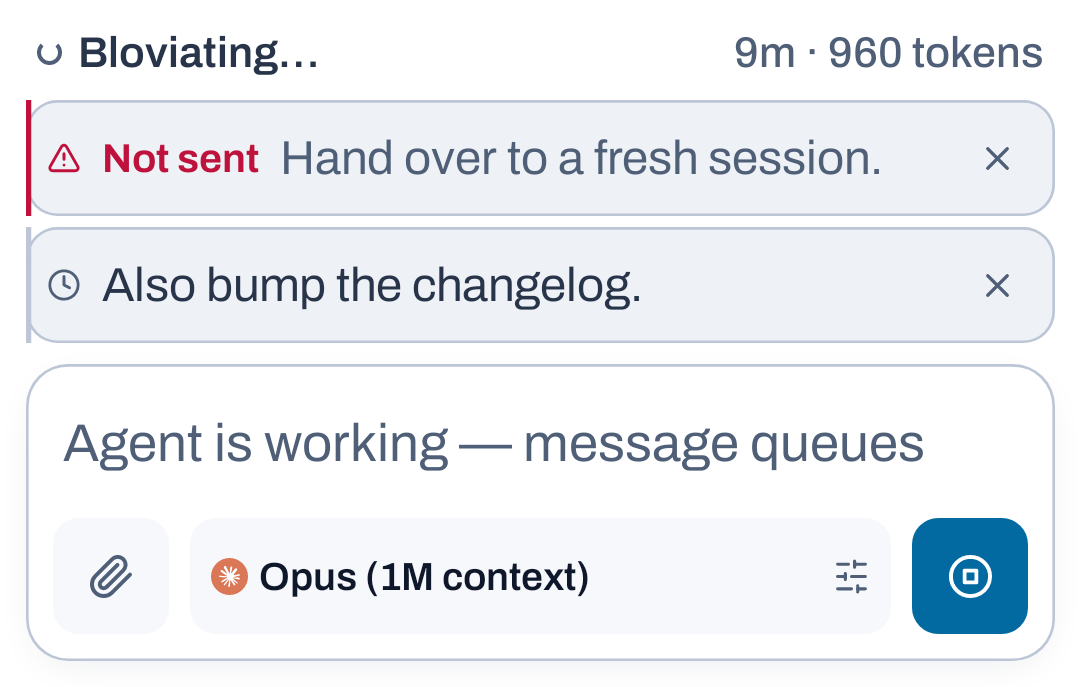 Bloviating…
9m · 960 tokens
Not sent Hand over to a fresh session.
Also bump the changelog.
Agent is working — message queues
Opus (1M context)